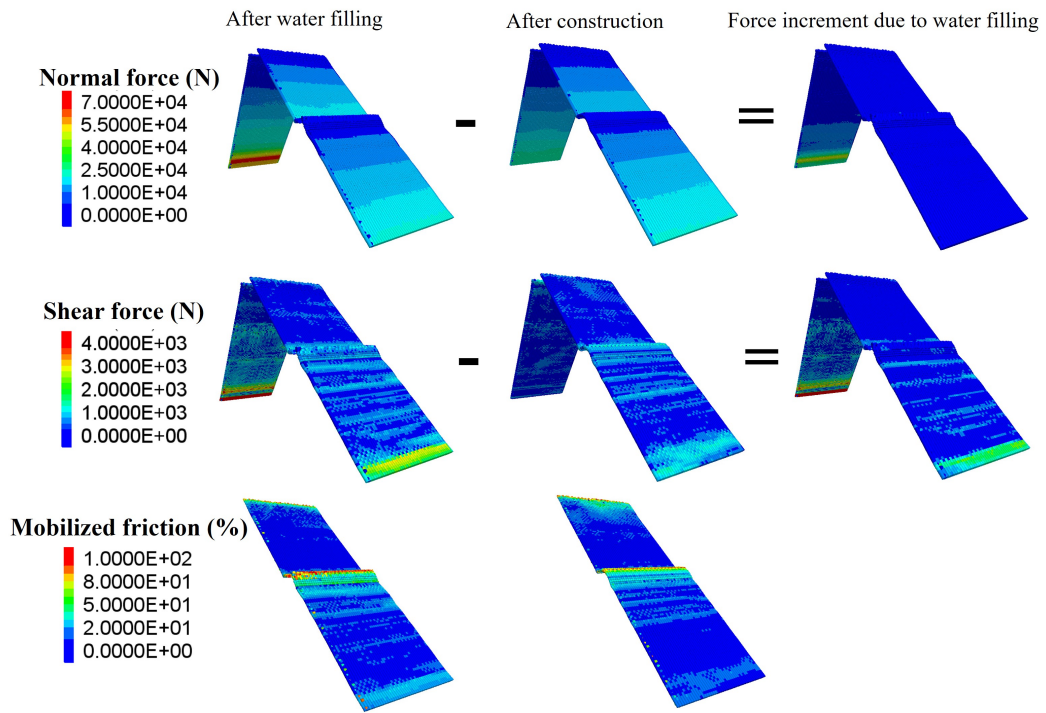 After water filling
After construction
Force increment due to water filling
Normal force (N)
7.0000E+04
5.5000E+04
4.0000E+04
2.5000E+04
1.0000E+04
0.0000E+00
-
=
Shear force (N)
4.0000E+03
3.0000E+03
2.0000E+03
1.0000E+03
0.0000E+00
-
=
Mobilized friction (%)
1.0000E+02
8.0000E+01
5.0000E+01
2.0000E+01
0.0000E+00